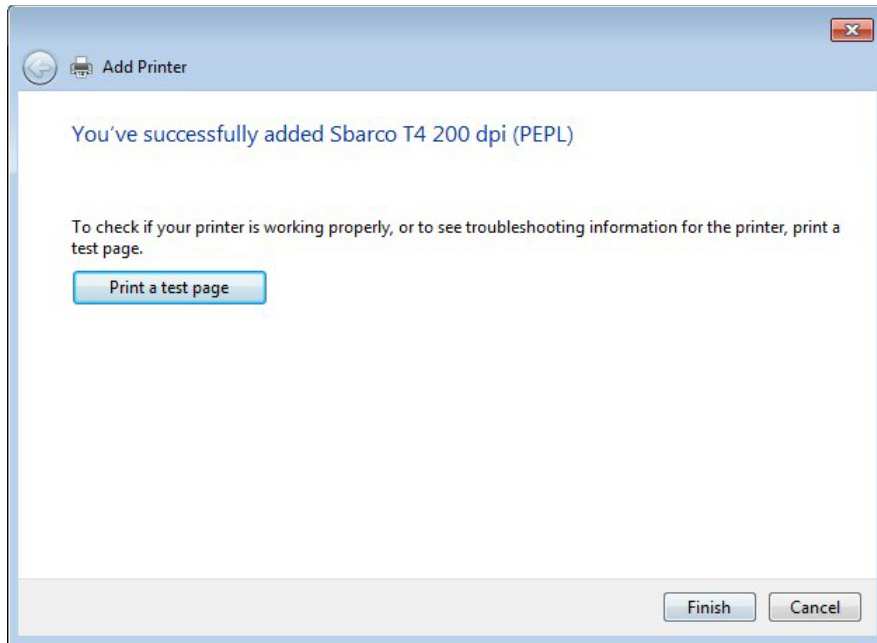 Add Printer
You've successfully added Sbarco T4 200 dpi (PEPL)
To check if your printer is working properly, or to see troubleshooting information for the printer, print a
test page.
Print a test page
Finish
Cancel